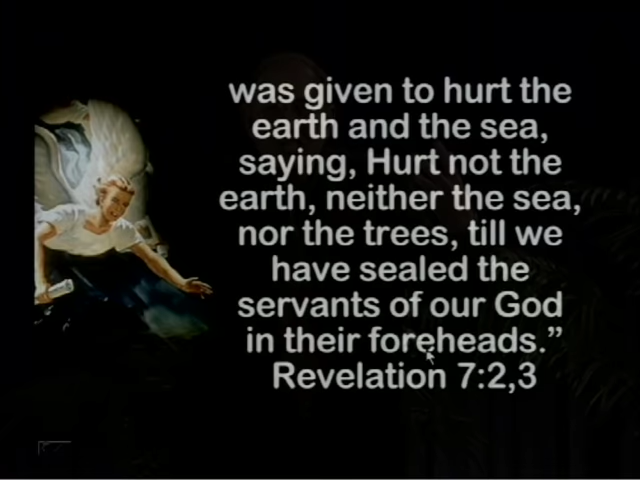 was given to hurt the
earth and the sea,
saying, Hurt not the
earth, neither the sea,
nor the trees, till we
have sealed the
servants of our God
in their foreheads.”
Revelation 7:2,3